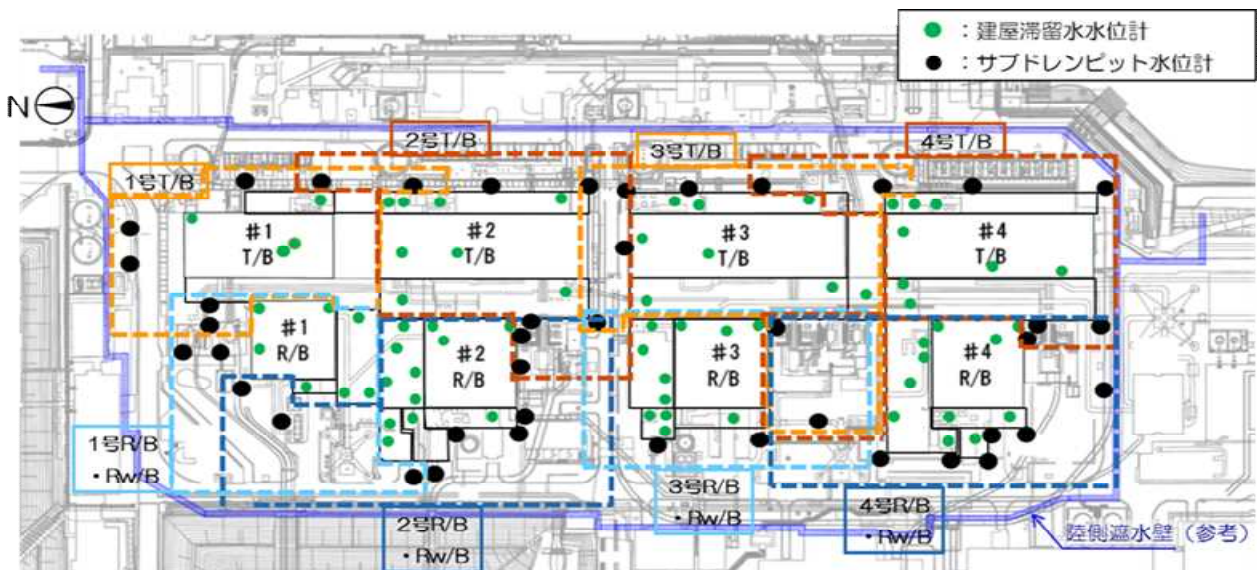 ●：建屋滞留水水位計
●：サブドレンピット水位計
N
2号T/B
3号T/B
4号T/B
1号T/B
#1
T/B
#2
T/B
#3
T/B
#4
T/B
#1
R/B
#2
R/B
#3
R/B
#4
R/B
1号R/B
・Rw/B
2号R/B
・Rw/B
3号R/B
・Rw/B
4号R/B
・Rw/B
陸側遮水壁（参考）